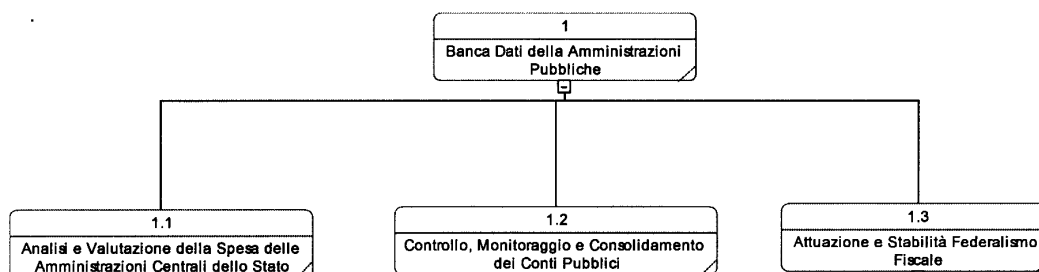 1
Banca Dati della Amministrazioni
Pubbliche
1.1
Analisi e Valutazione della Spesa delle
Amministrazioni Centrali dello Stato
1.2
Controllo, Monitoraggio e Consolidamento
dei Conti Pubblici
1.3
Attuazione e Stabilità Federalismo
Fiscale